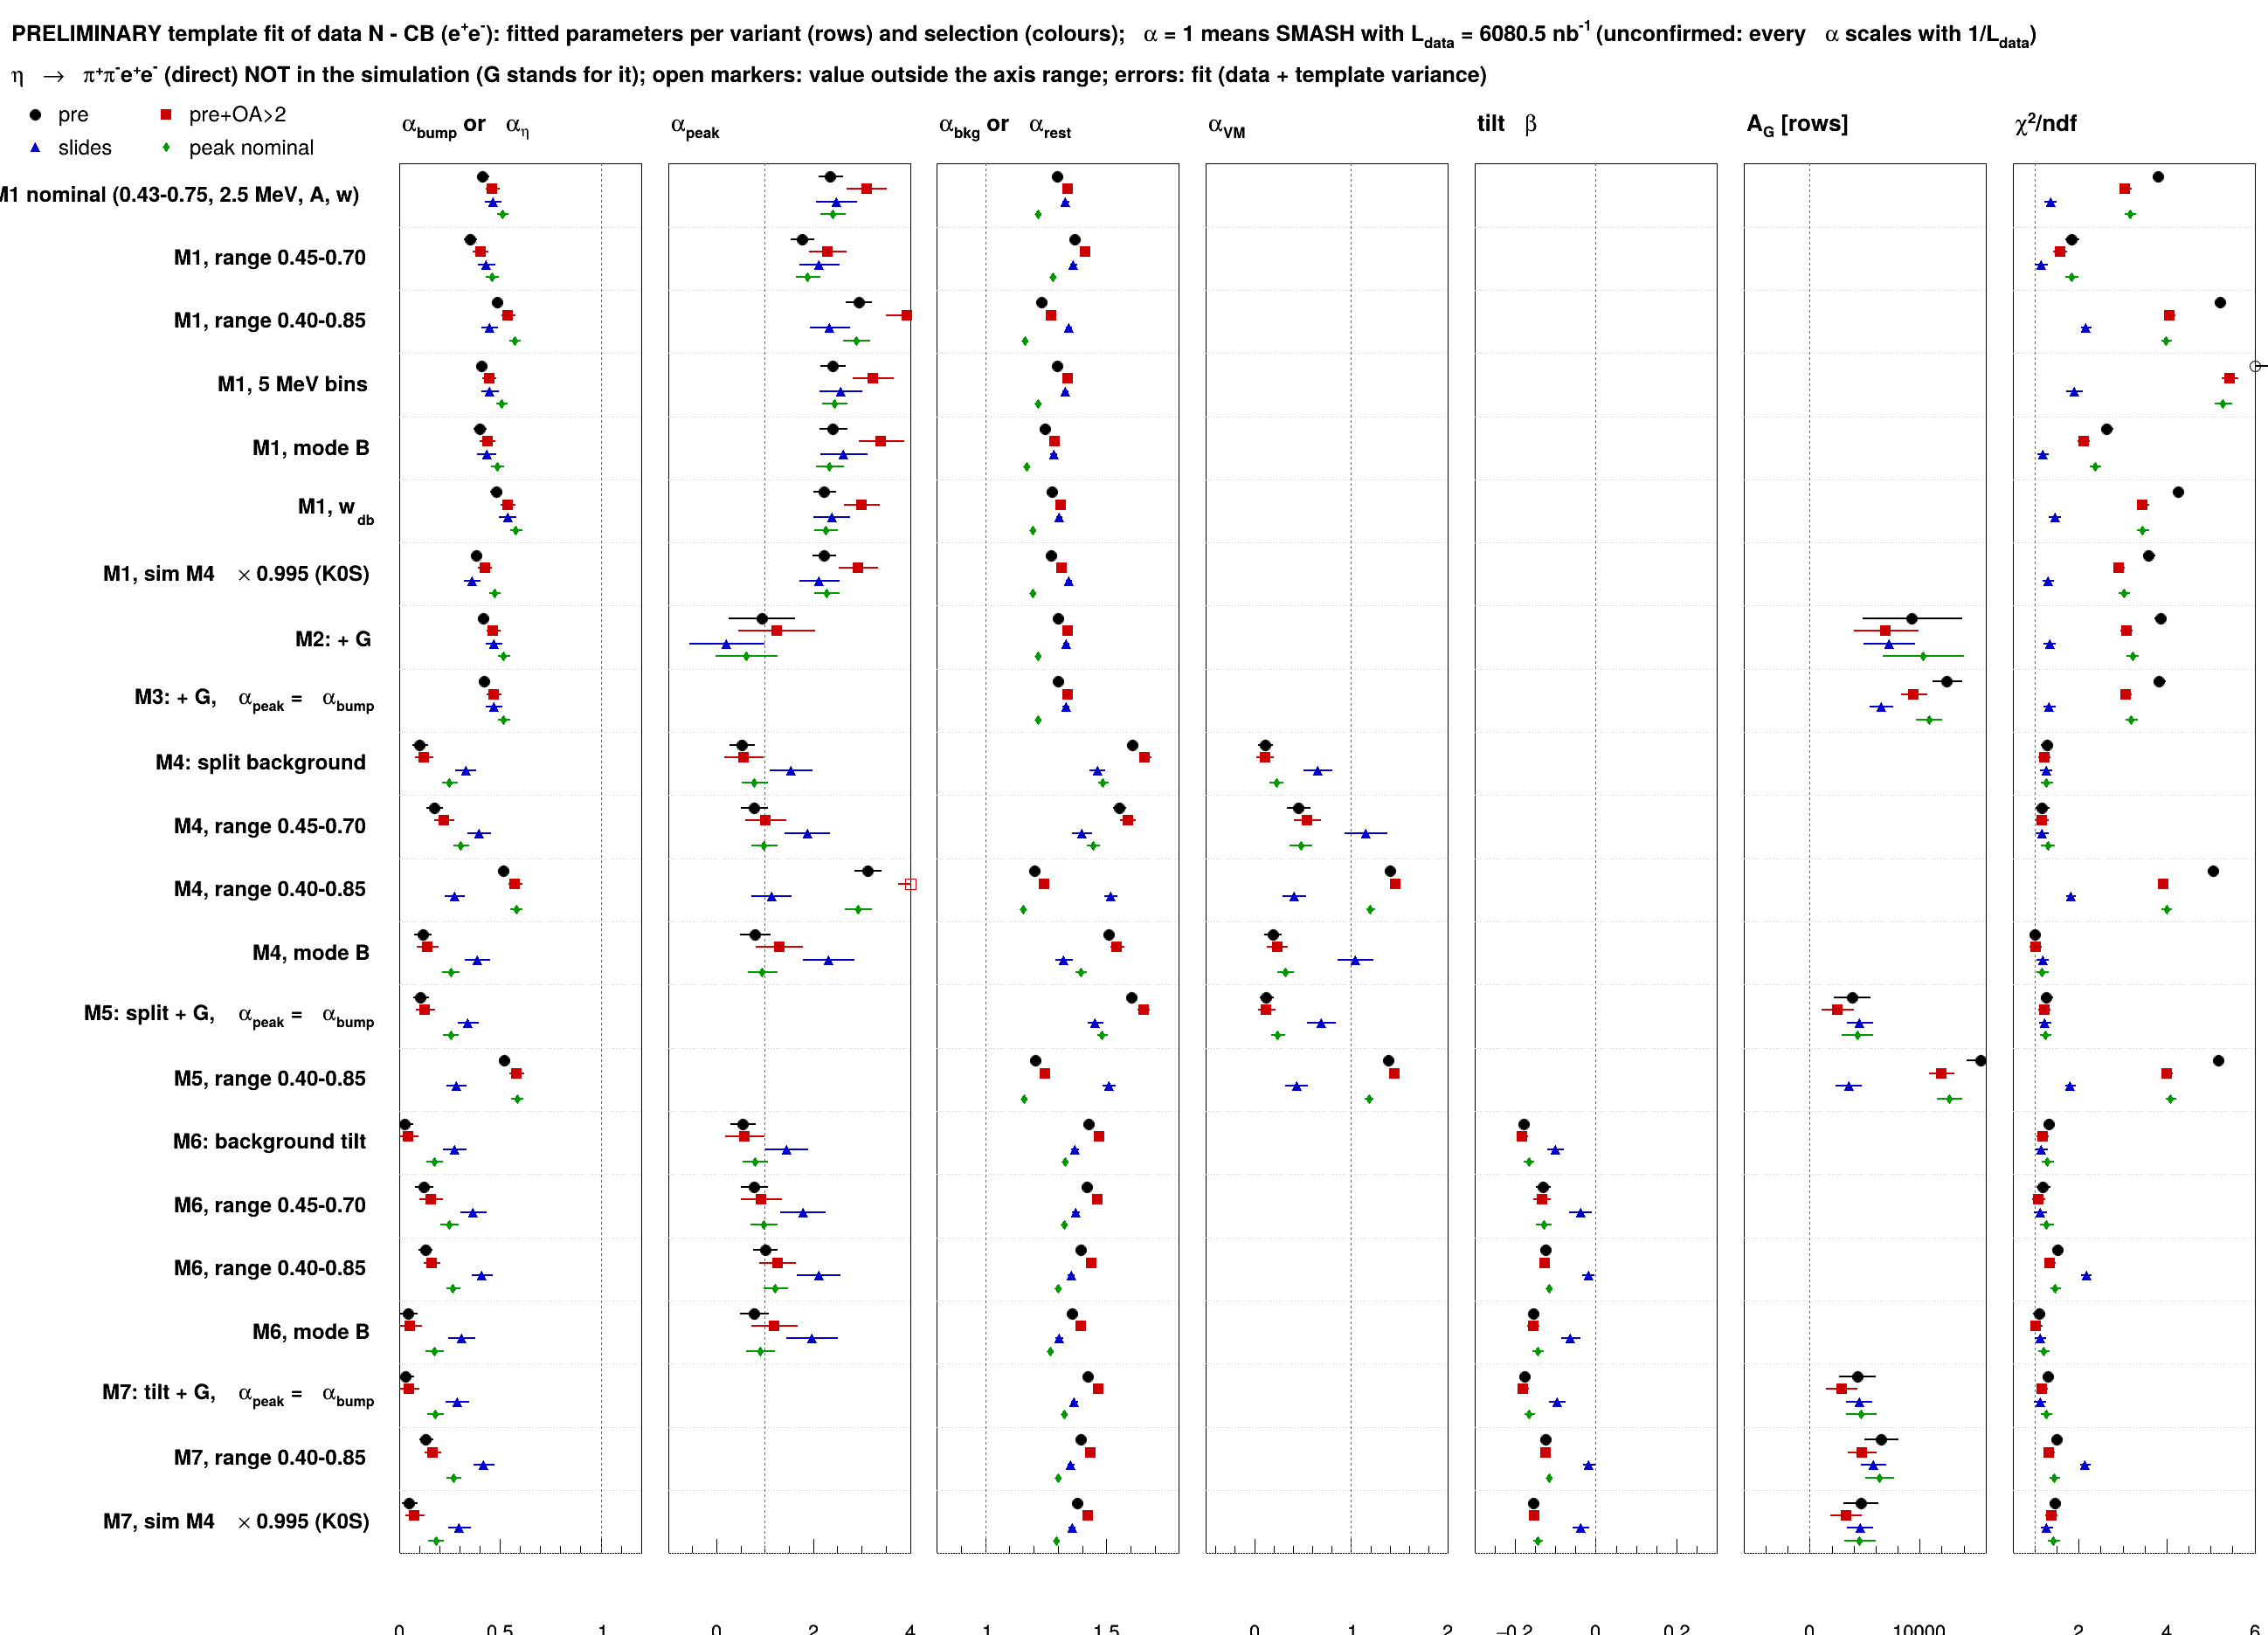 PRELIMINARY template fit of data N - CB (e⁺e⁻): fitted parameters per variant (rows) and selection (colours);   α = 1 means SMASH with L_data = 6080.5 nb⁻¹ (unconfirmed: every   α scales with 1/L_data)
η → π⁺π⁻e⁺e⁻ (direct) NOT in the simulation (G stands for it); open markers: value outside the axis range; errors: fit (data + template variance)
pre   pre+OA>2
slides   peak nominal
α_bump or α_η   α_peak   α_bkg or α_rest   α_VM   tilt β   A_G [rows]   χ²/ndf
M1 nominal (0.43-0.75, 2.5 MeV, A, w)
M1, range 0.45-0.70
M1, range 0.40-0.85
M1, 5 MeV bins
M1, mode B
M1, w_db
M1, sim M4 × 0.995 (K0S)
M2: + G
M3: + G, α_peak = α_bump
M4: split background
M4, range 0.45-0.70
M4, range 0.40-0.85
M4, mode B
M5: split + G, α_peak = α_bump
M5, range 0.40-0.85
M6: background tilt
M6, range 0.45-0.70
M6, range 0.40-0.85
M6, mode B
M7: tilt + G, α_peak = α_bump
M7, range 0.40-0.85
M7, sim M4 × 0.995 (K0S)
0 0.5 1   0 2 4   1 1.5   0 1 2   −0.2 0 0.2   0 10000   2 4 6